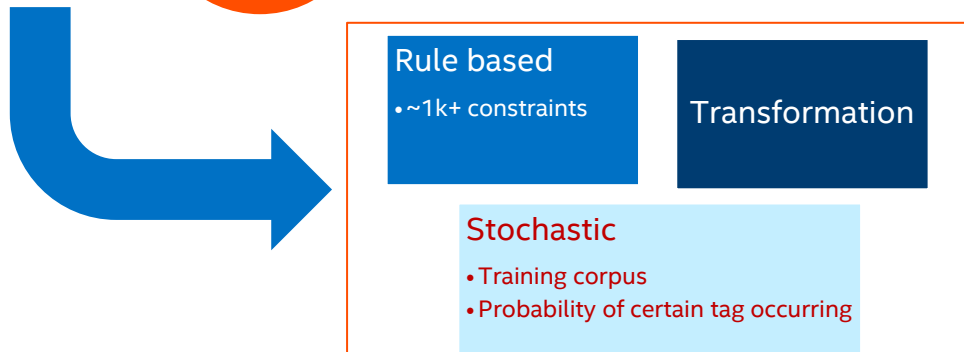 Rule based
•~1k+ constraints
Transformation
Stochastic
•Training corpus
•Probability of certain tag occurring